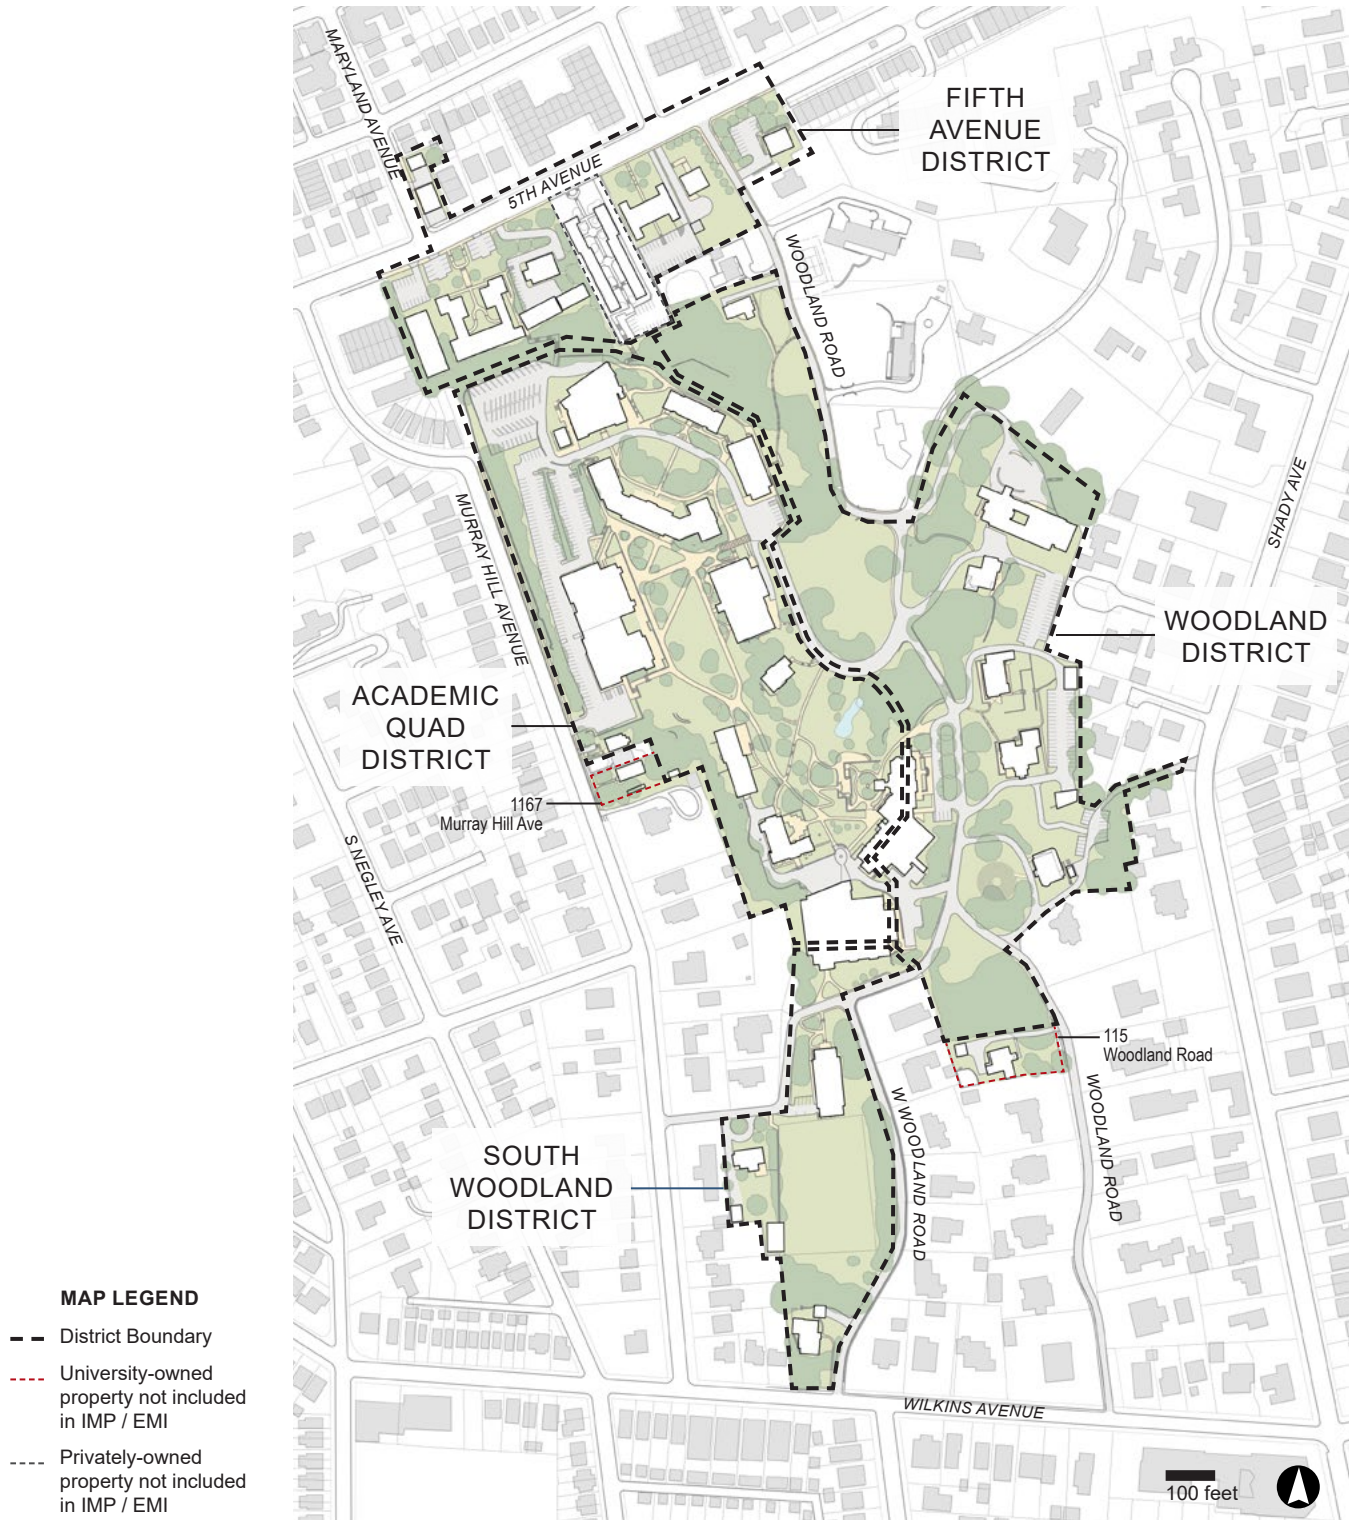 MARYLAND AVENUE
FIFTH
AVENUE
DISTRICT
5TH AVENUE
WOODLAND ROAD
SHADY AVE
MURRAY HILL AVENUE
WOODLAND
DISTRICT
ACADEMIC
QUAD
DISTRICT
1167
Murray Hill Ave
S NEGLEY AVE
115
Woodland Road
W WOODLAND ROAD
WOODLAND ROAD
SOUTH
WOODLAND
DISTRICT
MAP LEGEND
District Boundary
University-owned
property not included
in IMP / EMI
Privately-owned
property not included
in IMP / EMI
WILKINS AVENUE
100 feet